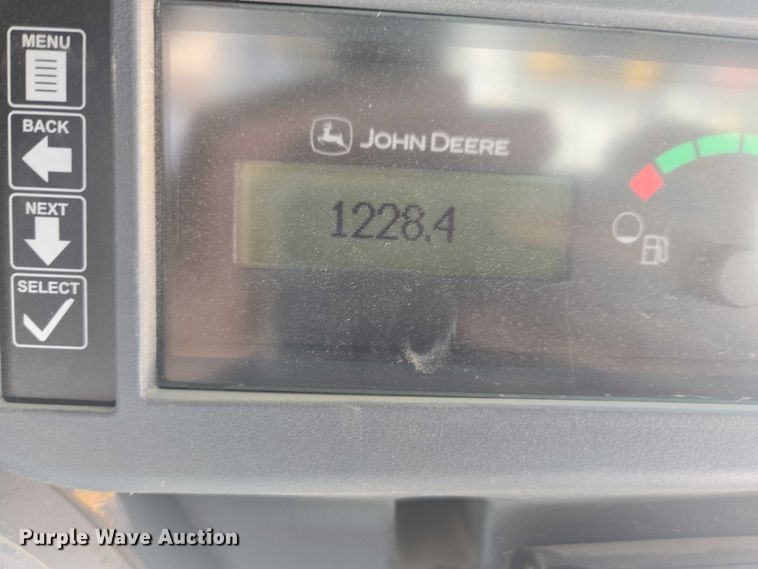 MENU
BACK
NEXT
SELECT
JOHN DEERE
1228.4
Purple Wave Auction®